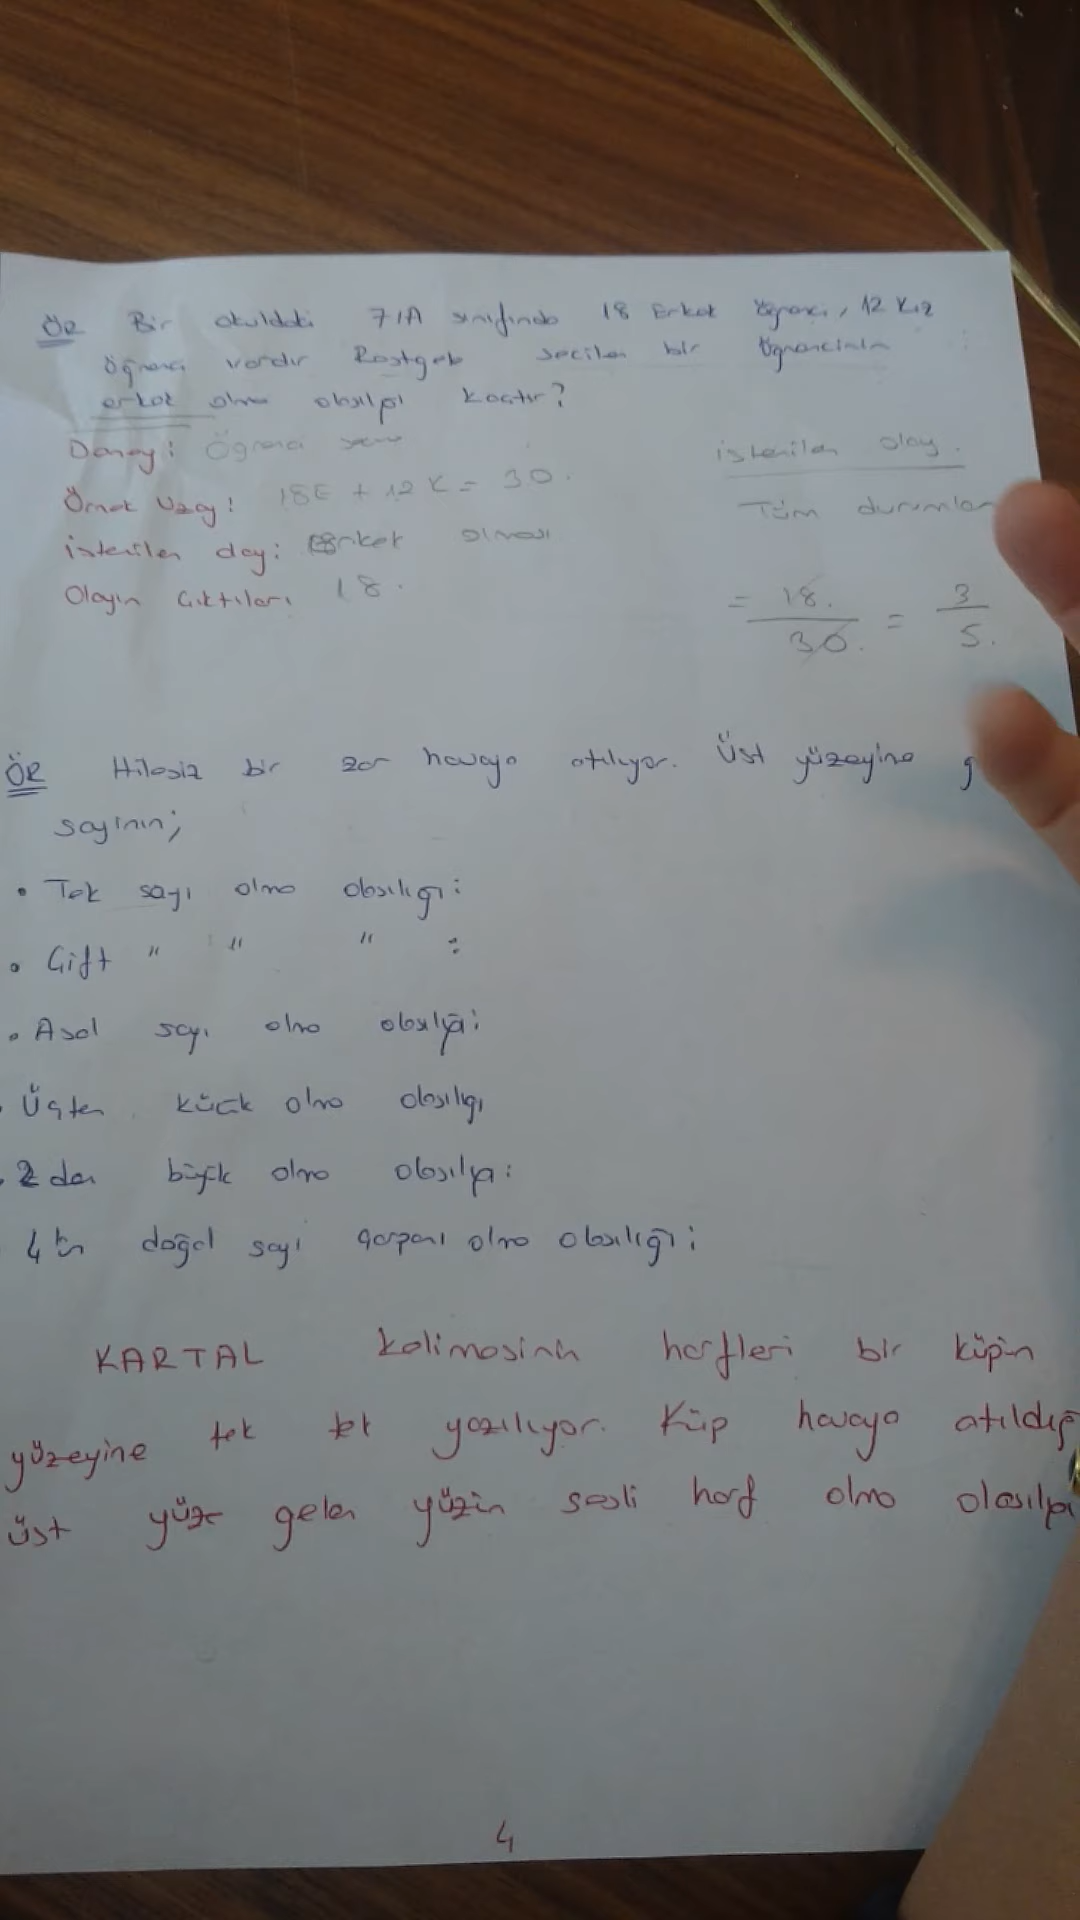 ÖR Bir okuldaki 7/A sınıfında 18 Erkek öğrenci, 12 Kız
öğrenci vardır Rastgele seçilen bir öğrencinin
erkek olma olasılığı kaçtır?
Deney: Öğrenci seçme
Örnek Uzay: 18E + 12K = 30.
istenilen olay: Erkek olması
Olayın Çıktıları 18.
istenilen olay.
Tüm durumlar
= 18. / 30. = 3 / 5.
ÖR Hilesiz bir zar havaya atılıyor. Üst yüzeyine g
sayının;
• Tek sayı olma olasılığı:
• Çift " " " :
• Asal sayı olma olasılığı:
Üçten küçük olma olasılığı
2 den büyük olma olasılığı:
4'ün doğal sayı çarpanı olma olasılığı:
KARTAL kelimesinin harfleri bir küpün
yüzeyine tek tek yazılıyor. Küp havaya atıldığ
üst yüze gelen yüzün sesli harf olma olasılığı
4